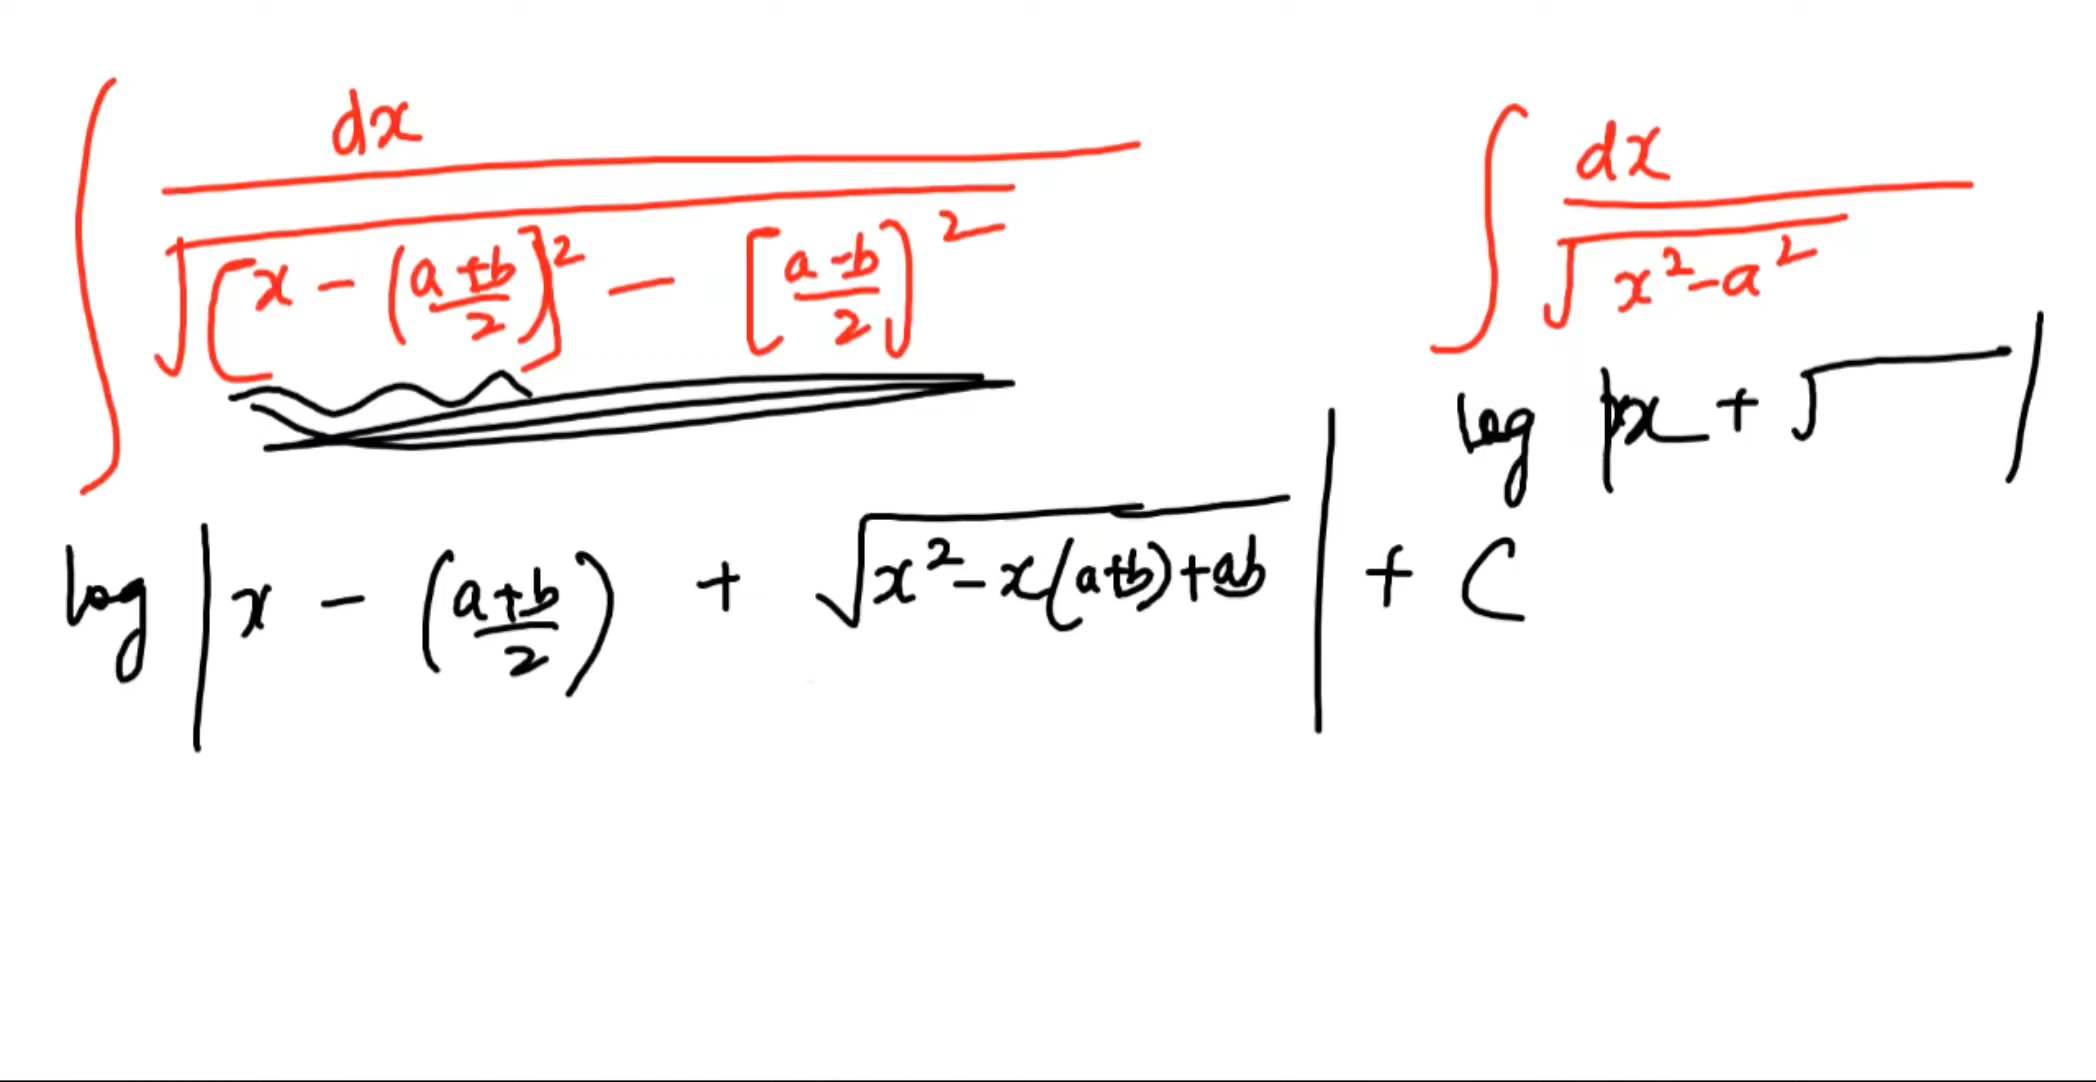 ∫ dx / √([x - (a+b / 2)]² - [a-b / 2]²)
∫ dx / √(x² - a²)
log |x + √ |
log | x - (a+b / 2) + √(x² - x(a+b) + ab) | + C